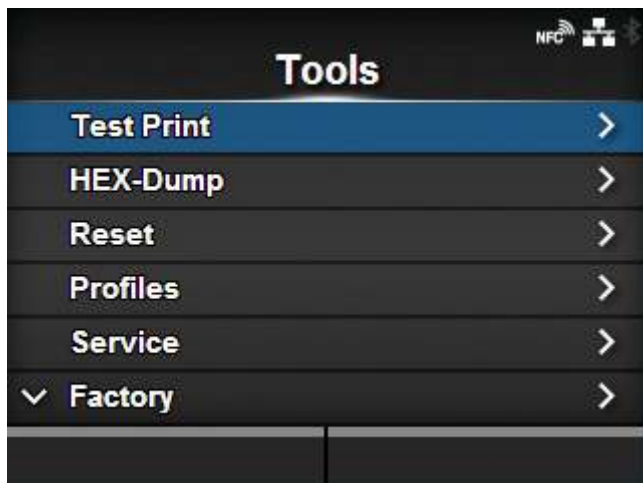 NFC
Tools
Test Print
HEX-Dump
Reset
Profiles
Service
Factory